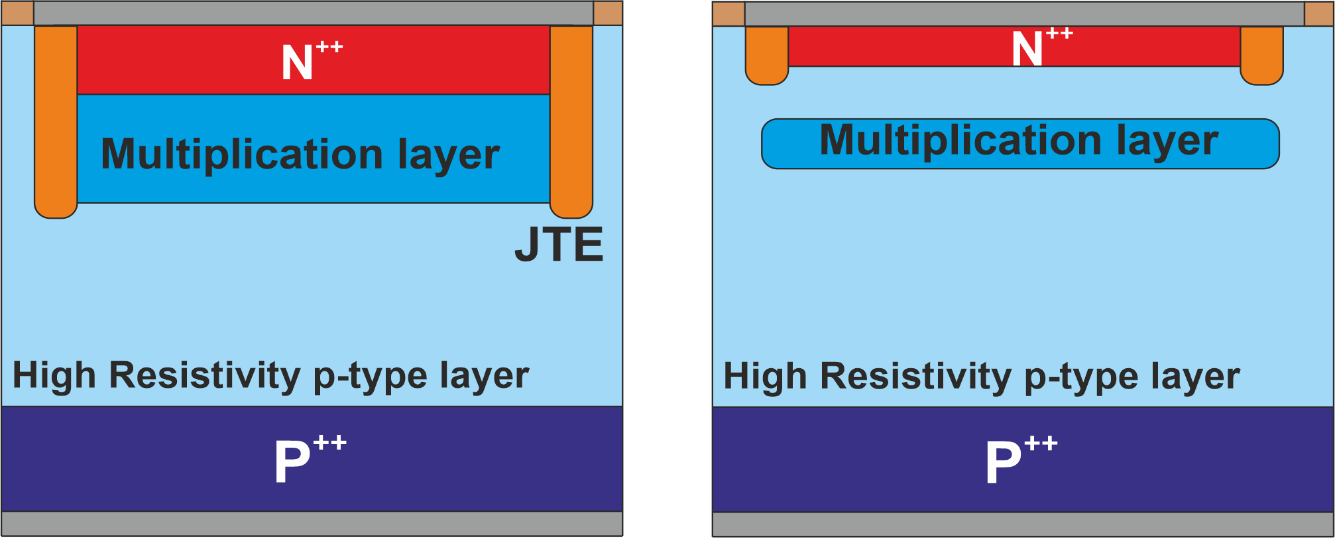 N++
Multiplication layer
JTE
High Resistivity p-type layer
P++
N++
Multiplication layer
High Resistivity p-type layer
P++